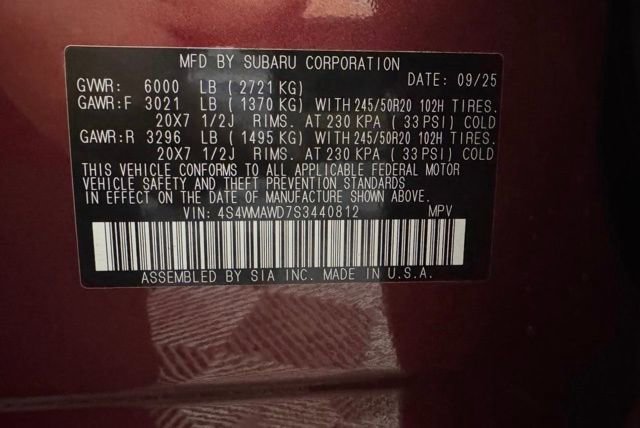 MFD BY SUBARU CORPORATION
DATE: 09/25
GVWR: 6000 LB ( 2721 KG)
GAWR:F 3021 LB ( 1370 KG) WITH 245/50R20 102H TIRES.
20X7 1/2J RIMS. AT 230 KPA ( 33 PSI) COLD
GAWR:R 3296 LB ( 1495 KG) WITH 245/50R20 102H TIRES.
20X7 1/2J RIMS. AT 230 KPA ( 33 PSI) COLD
THIS VEHICLE CONFORMS TO ALL APPLICABLE FEDERAL MOTOR
VEHICLE SAFETY AND THEFT PREVENTION STANDARDS
IN EFFECT ON THE DATE OF MANUFACTURE SHOWN ABOVE.
VIN: 4S4WMAWD7S3440812 MPV
ASSEMBLED BY SIA INC. MADE IN U.S.A.